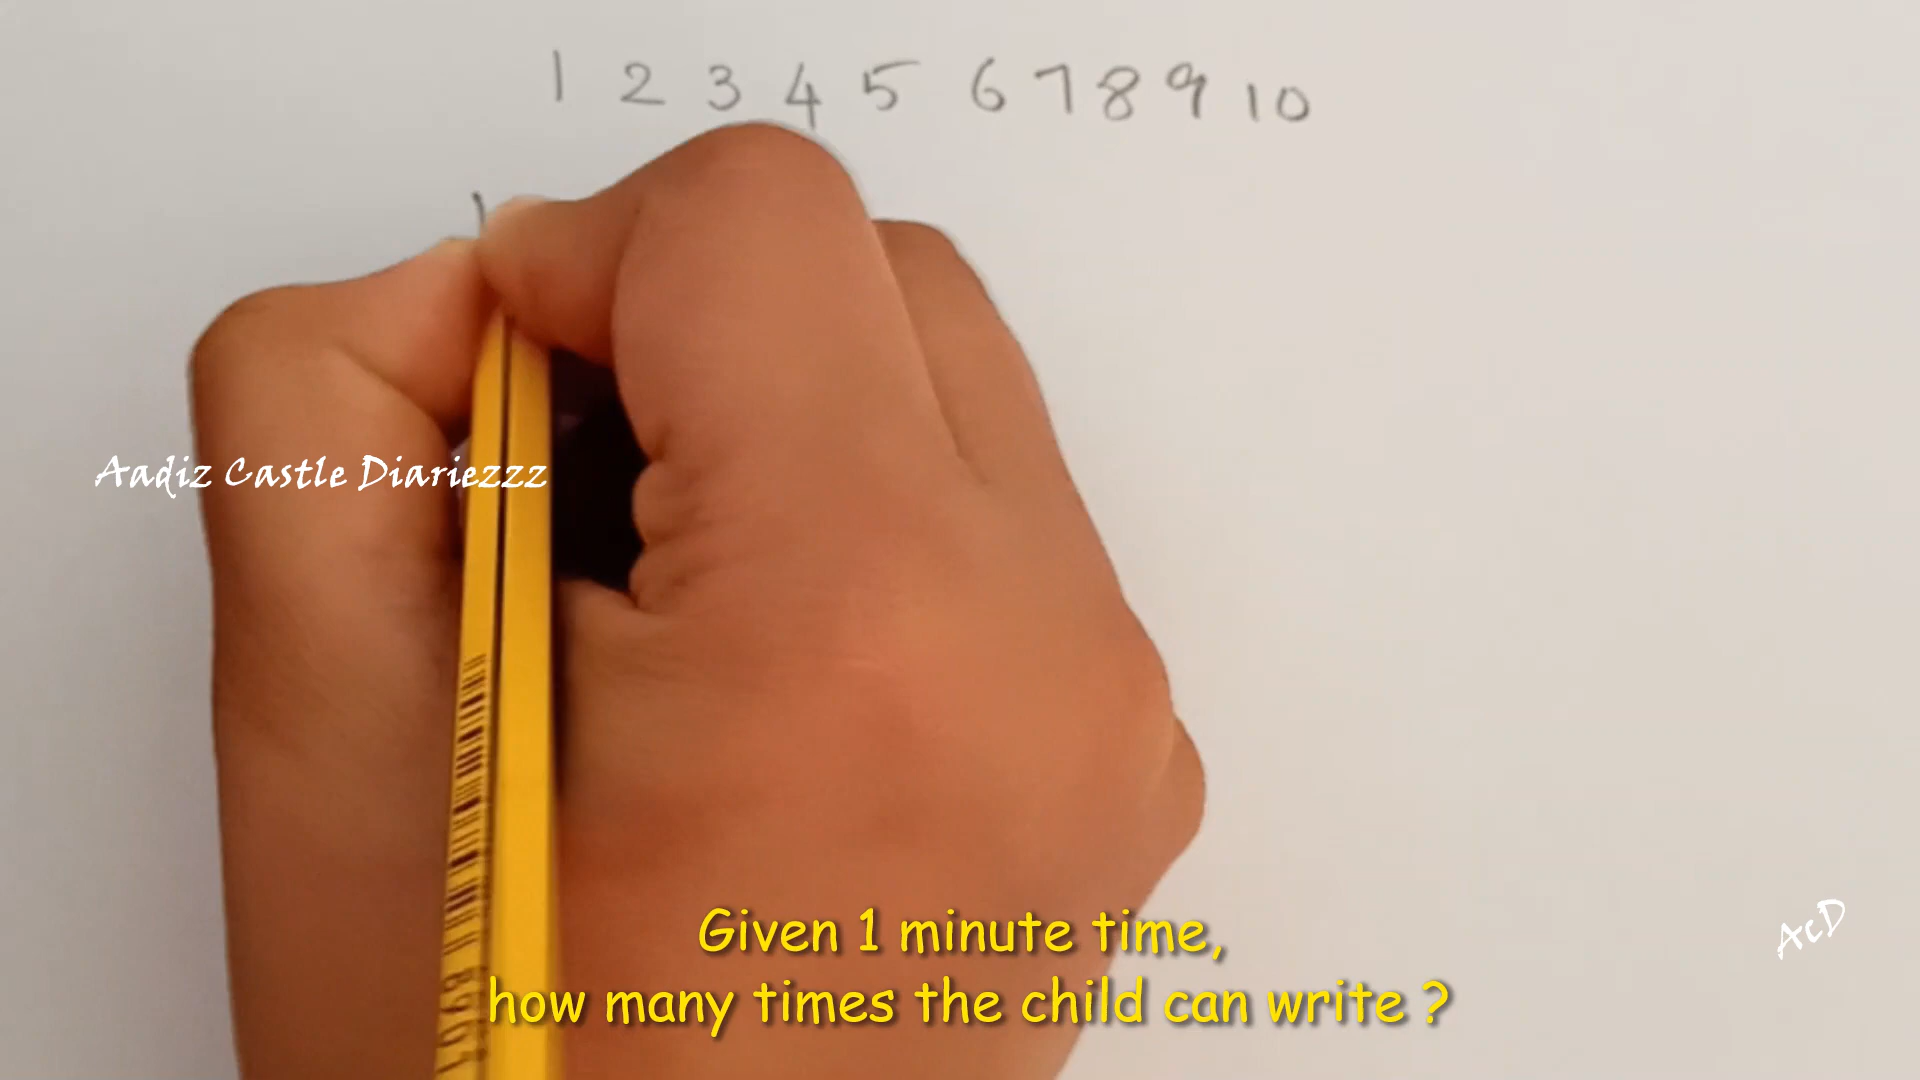 1 2 3 4 5 6 7 8 9 10
1
Aadiz Castle Diariezzz
AcD
Given 1 minute time,
how many times the child can write ?